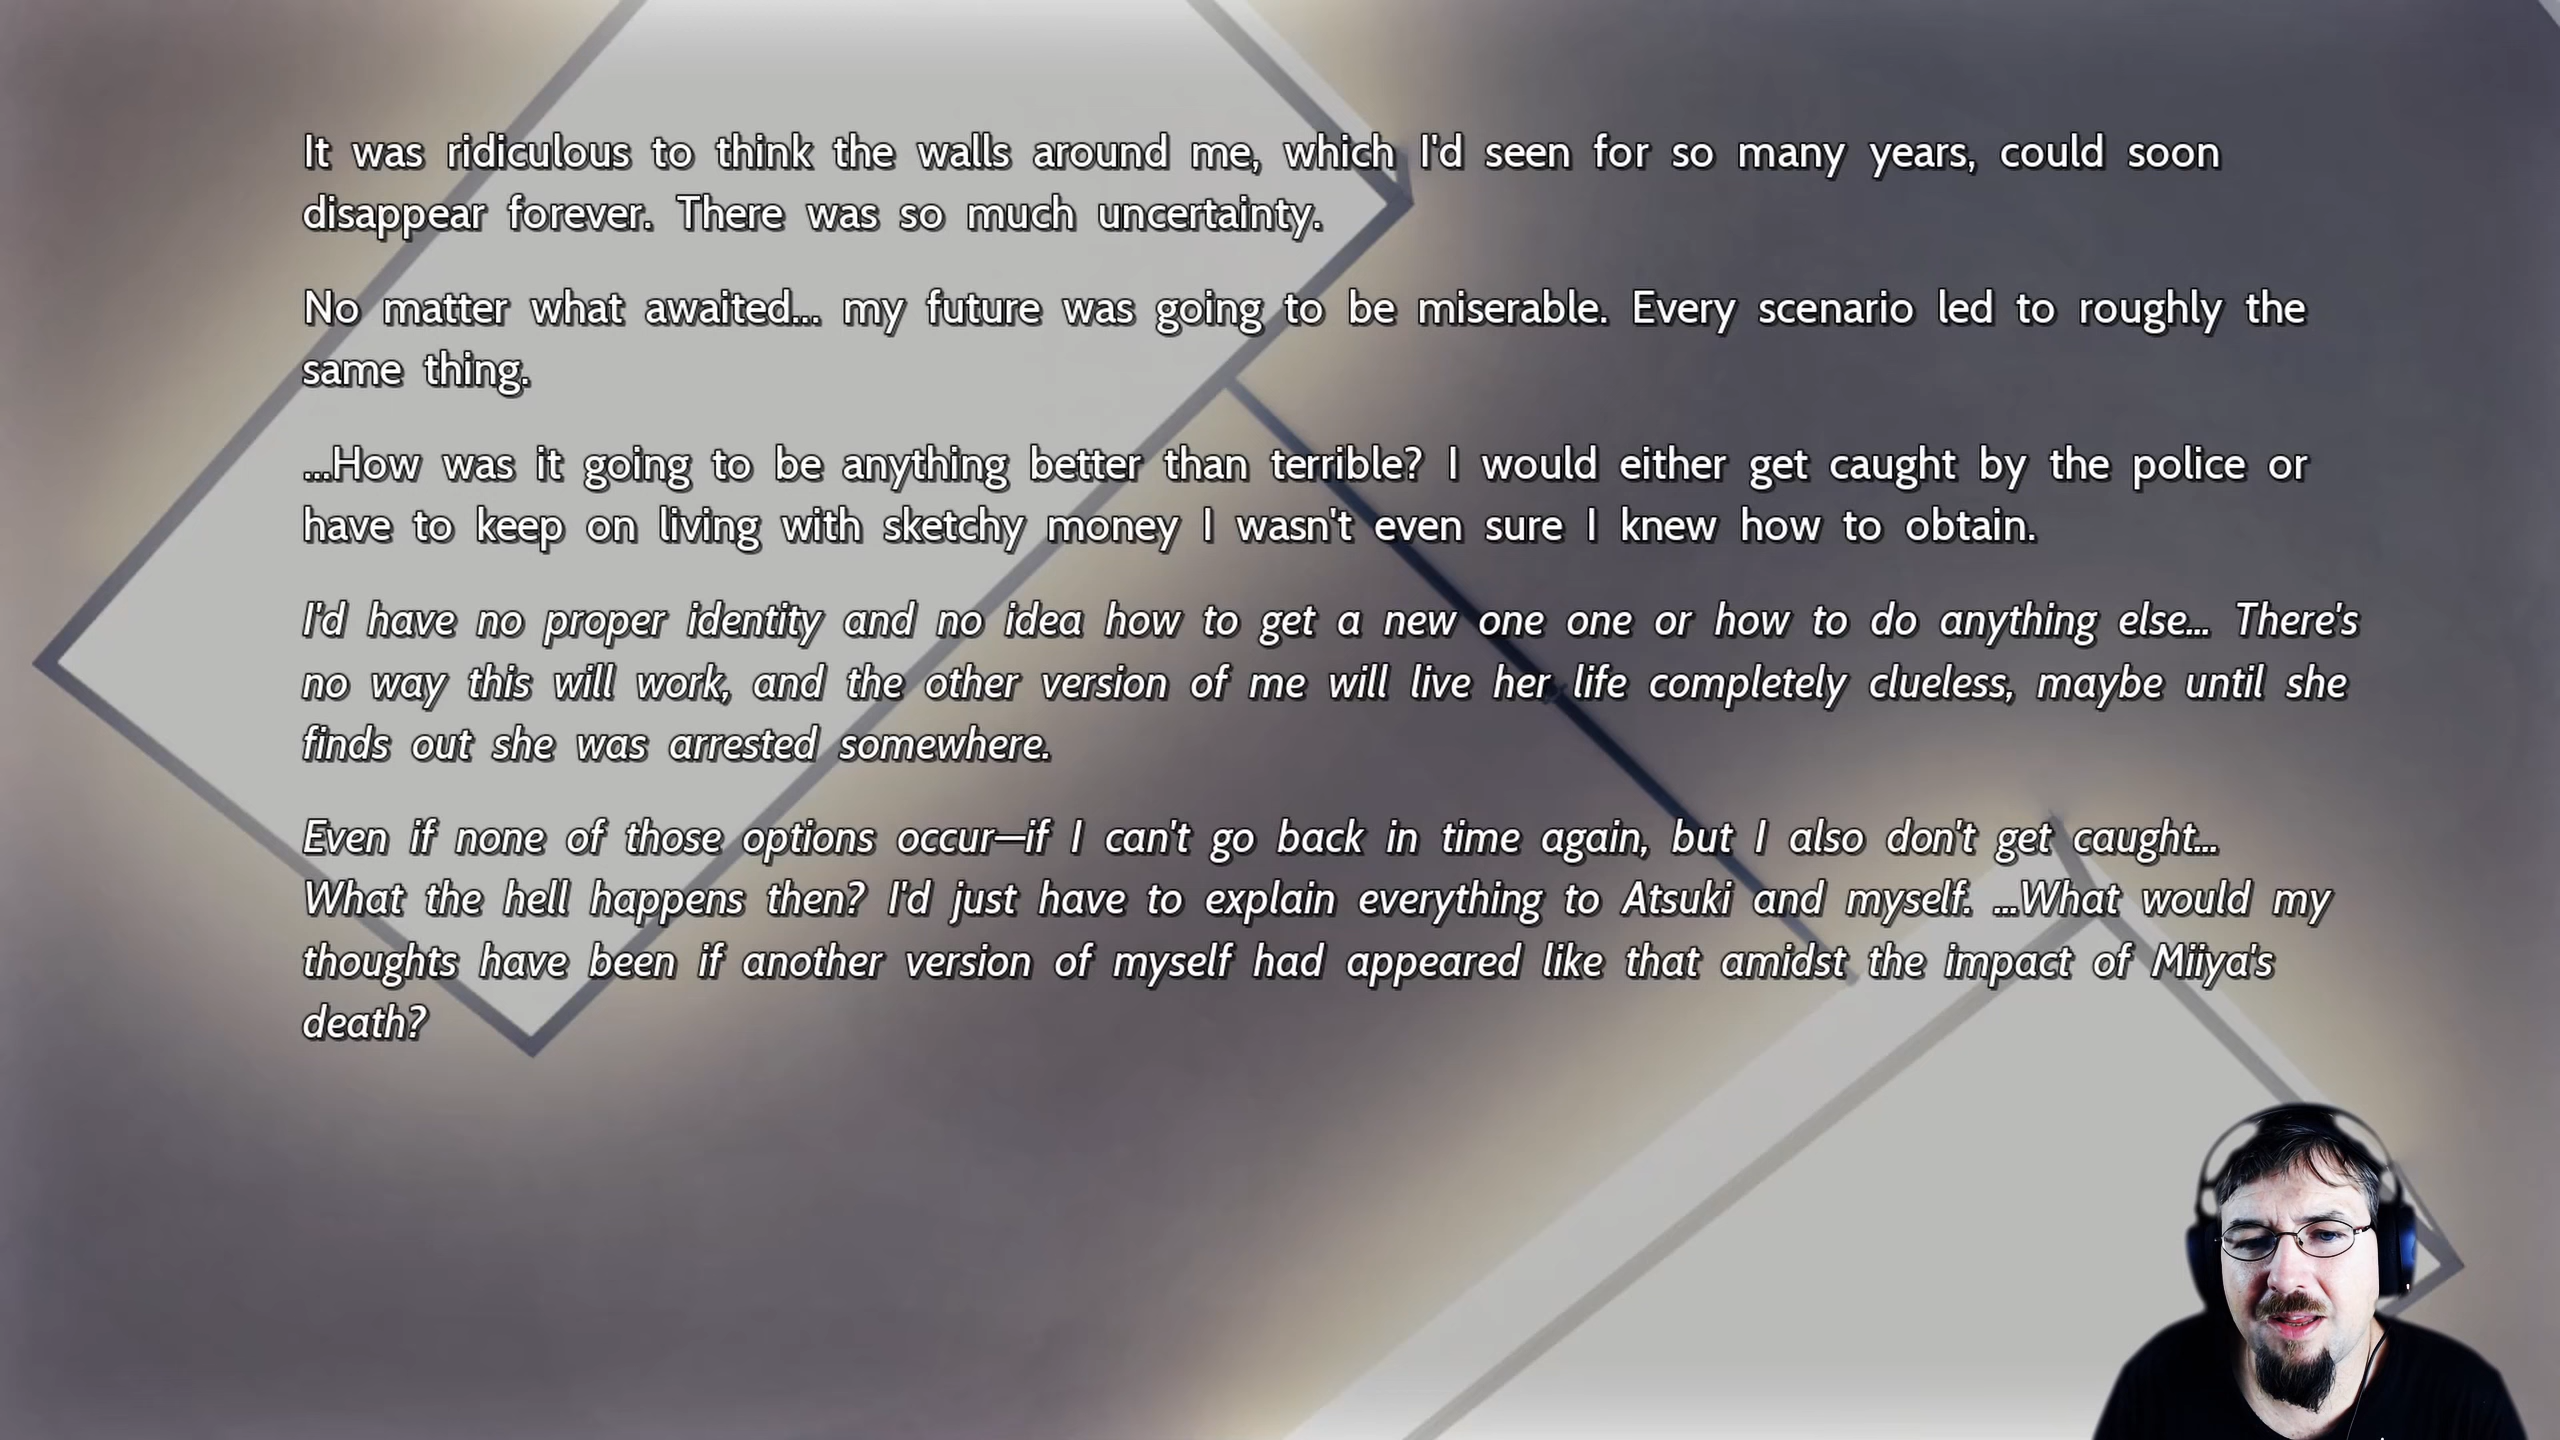 It was ridiculous to think the walls around me, which I'd seen for so many years, could soon
disappear forever. There was so much uncertainty.
No matter what awaited... my future was going to be miserable. Every scenario led to roughly the
same thing.
...How was it going to be anything better than terrible? I would either get caught by the police or
have to keep on living with sketchy money I wasn't even sure I knew how to obtain.
I'd have no proper identity and no idea how to get a new one one or how to do anything else... There's
no way this will work, and the other version of me will live her life completely clueless, maybe until she
finds out she was arrested somewhere.
Even if none of those options occur—if I can't go back in time again, but I also don't get caught...
What the hell happens then? I'd just have to explain everything to Atsuki and myself. ...What would my
thoughts have been if another version of myself had appeared like that amidst the impact of Miiya's
death?